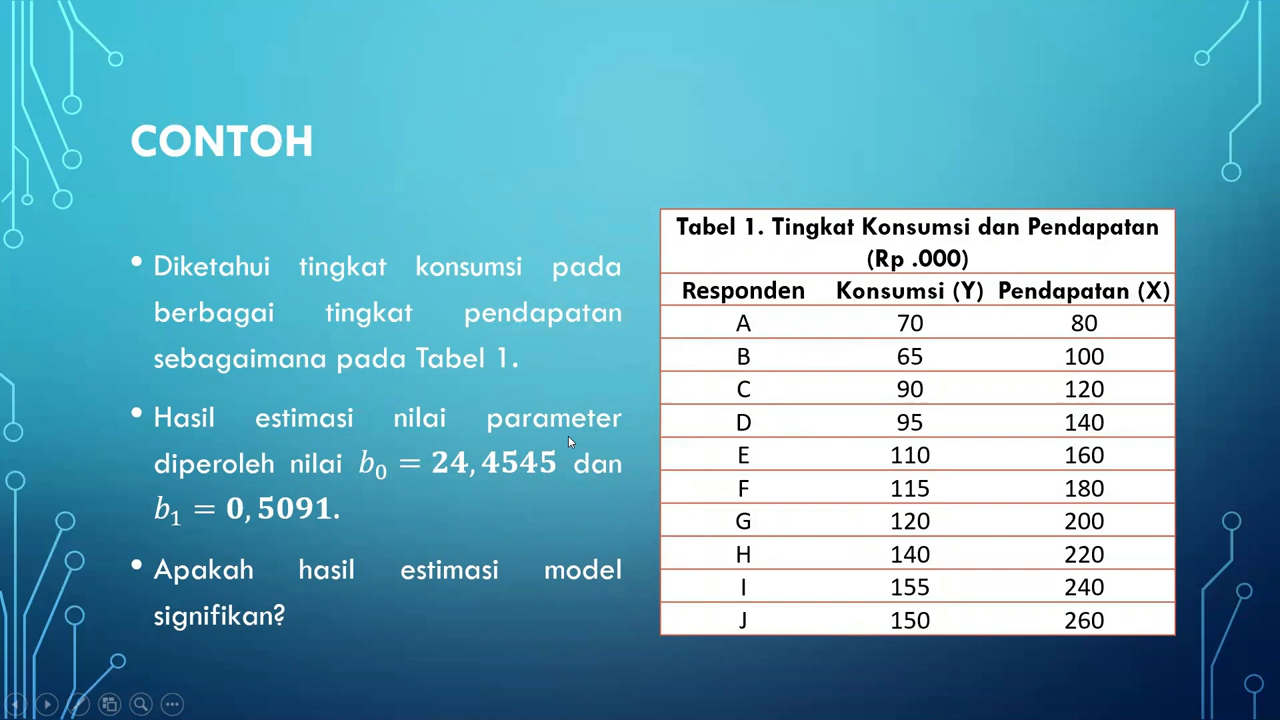 CONTOH
• Diketahui tingkat konsumsi pada
berbagai tingkat pendapatan
sebagaimana pada Tabel 1.
• Hasil estimasi nilai parameter
diperoleh nilai b₀ = 24,4545 dan
b₁ = 0,5091.
• Apakah hasil estimasi model
signifikan?
Tabel 1. Tingkat Konsumsi dan Pendapatan
(Rp .000)
Responden Konsumsi (Y) Pendapatan (X)
A 70 80
B 65 100
C 90 120
D 95 140
E 110 160
F 115 180
G 120 200
H 140 220
I 155 240
J 150 260